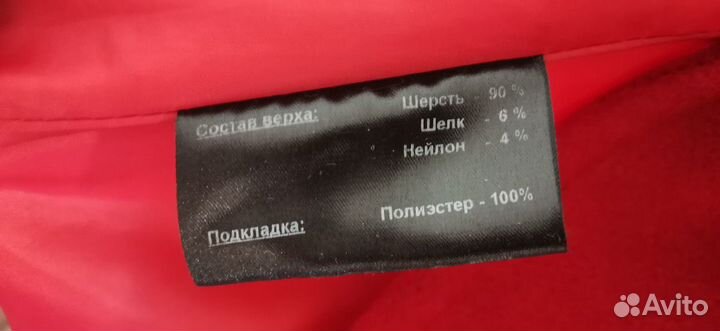 Состав верха: Шерсть - 90 %
Шелк - 6 %
Нейлон - 4 %
Подкладка: Полиэстер - 100%
Avito